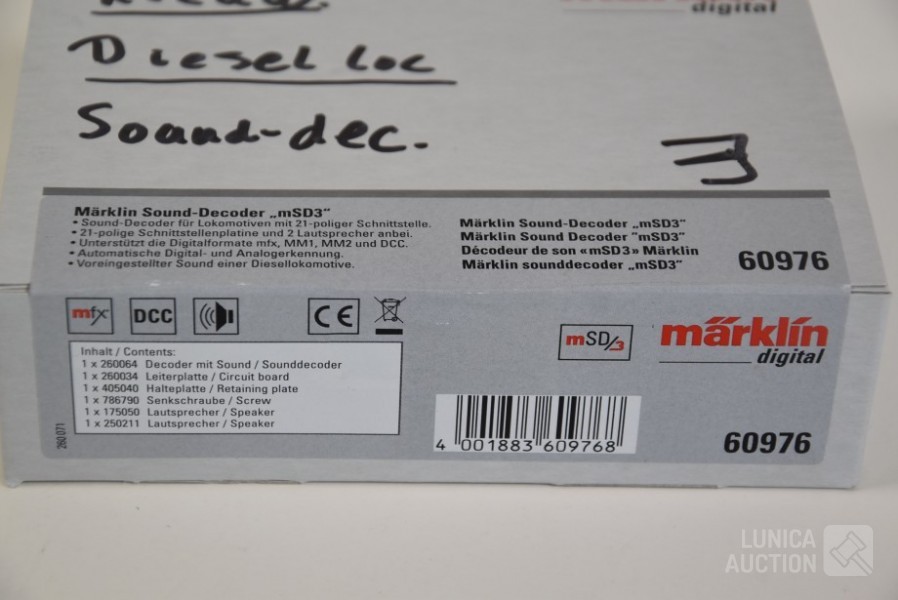 digital
Diesel Loc
Sound-dec.
Märklin Sound-Decoder „mSD3"
• Sound-Decoder für Lokomotiven mit 21-poliger Schnittstelle.
• 21-polige Schnittstellenplatine und 2 Lautsprecher anbei.
• Unterstützt die Digitalformate mfx, MM1, MM2 und DCC.
• Automatische Digital- und Analogerkennung.
• Voreingestellter Sound einer Diesellokomotive.
Märklin Sound-Decoder „mSD3"
Märklin Sound Decoder "mSD3"
Décodeur de son «mSD3» Märklin
Märklin sounddecoder „mSD3"
60976
mfx DCC CE
Inhalt / Contents:
1 x 260064 Decoder mit Sound / Sounddecoder
1 x 260034 Leiterplatte / Circuit board
1 x 405040 Halteplatte / Retaining plate
1 x 786790 Senkschraube / Screw
1 x 175050 Lautsprecher / Speaker
1 x 250211 Lautsprecher / Speaker
260 071
mSD/3
märklin
digital
4 001883 609768
60976
LUNICA
AUCTION